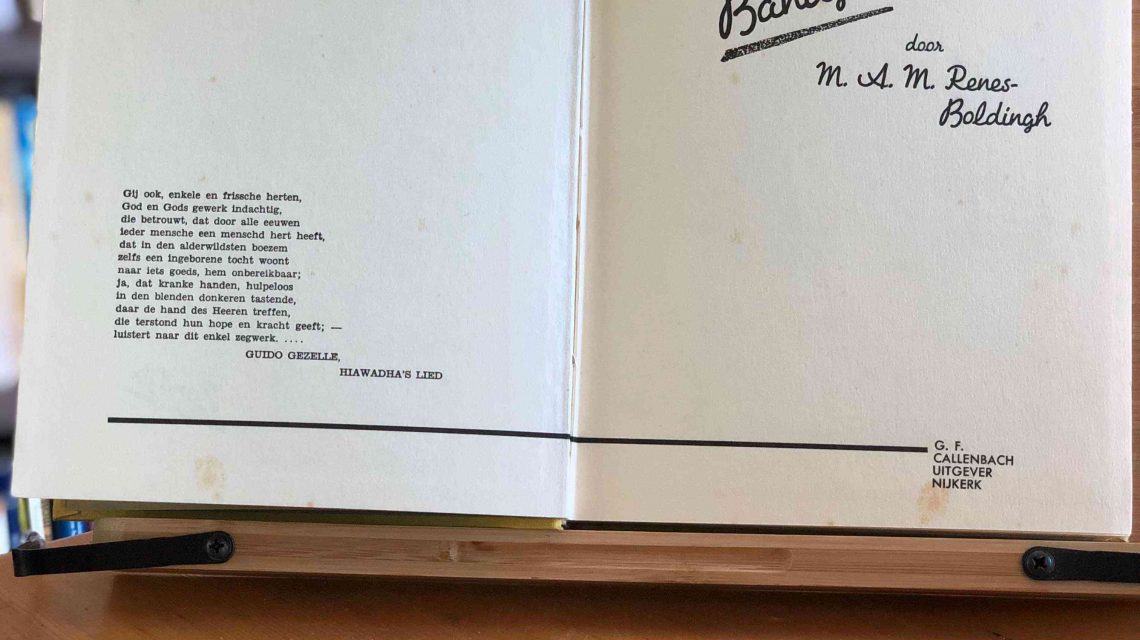 Gij ook, enkele en frissche herten,
God en Gods gewerk indachtig,
die betrouwt, dat door alle eeuwen
ieder mensche een menschd hert heeft,
dat in den alderwildsten boezem
zelfs een ingeborene tocht woont
naar iets goeds, hem onbereikbaar;
ja, dat kranke handen, hulpeloos
in den blenden donkeren tastende,
daar de hand des Heeren treffen,
die terstond hun hope en kracht geeft; —
luistert naar dit enkel zegwerk. ....
GUIDO GEZELLE,
HIAWADHA'S LIED
door
M. A. M. Renes-
Boldingh
G. F.
CALLENBACH
UITGEVER
NIJKERK